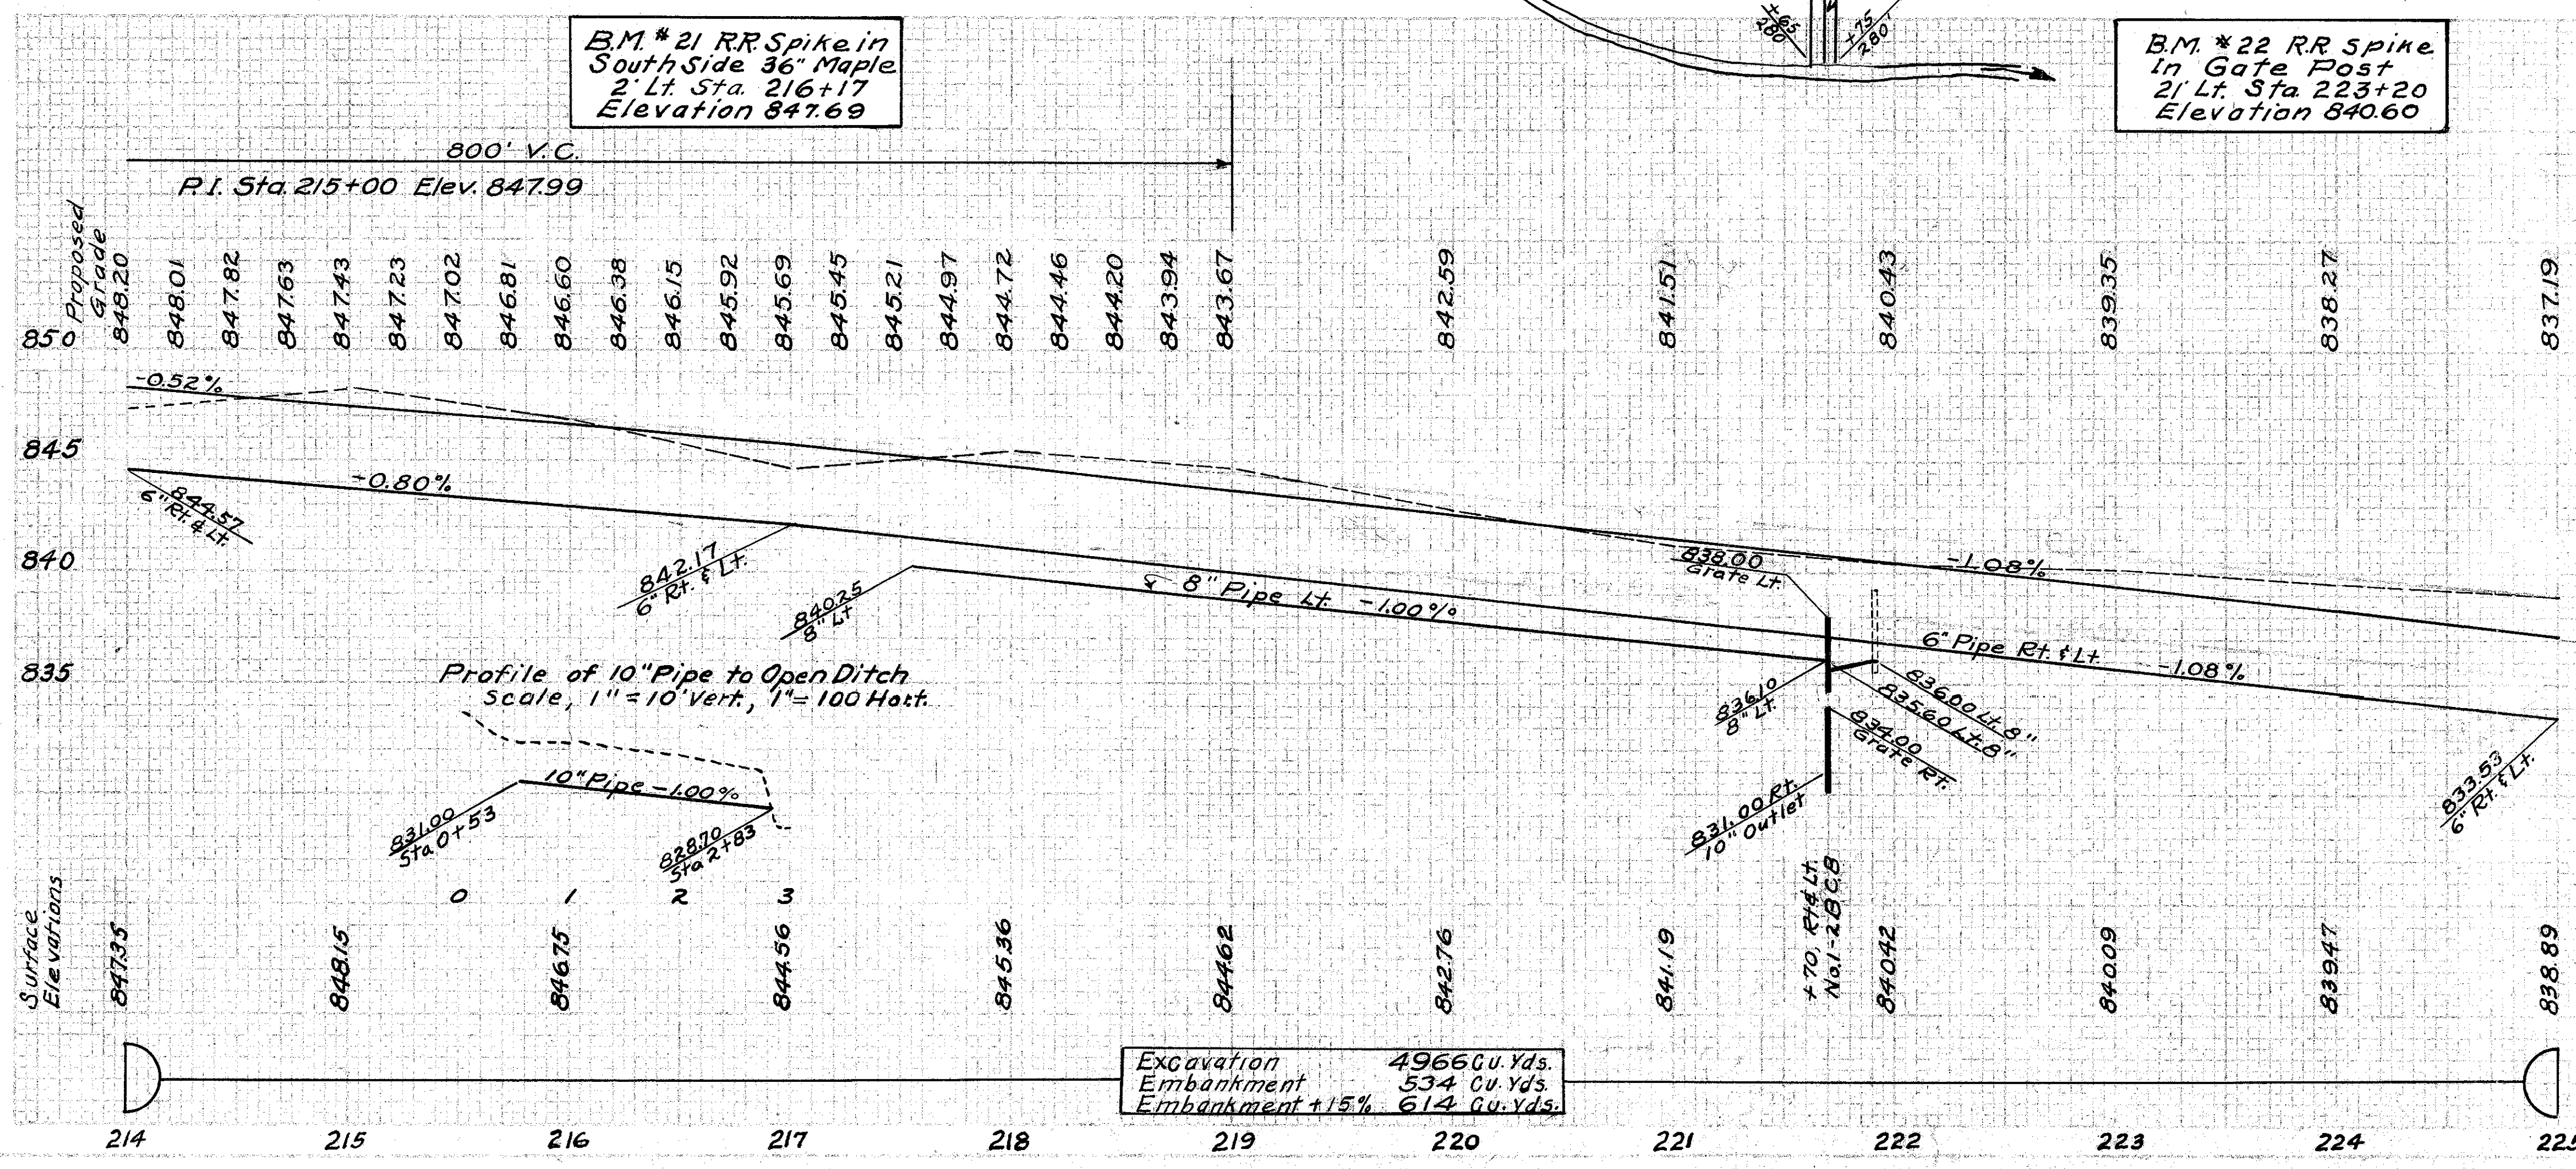 B.M. #21 R.R. Spike in
South Side 36" Maple
2' Lt. Sta. 216+17
Elevation 847.69
+65
280'
+75
280'
B.M. #22 R.R. Spike
In Gate Post
21' Lt. Sta. 223+20
Elevation 840.60
800' V.C.
P.I. Sta. 215+00 Elev. 847.99
Proposed
Grade
848.20
848.01
847.82
847.63
847.43
847.23
847.02
846.81
846.60
846.38
846.15
845.92
845.69
845.45
845.21
844.97
844.72
844.46
844.20
843.94
843.67
842.59
841.51
840.43
839.35
838.27
837.19
850
845
840
835
-0.52%
-0.80%
844.57
6" Rt. & Lt.
842.17
6" Rt. & Lt.
840.25
8" Lt
8" Pipe Lt. -1.00%
838.00
Grate Lt.
-1.08%
6" Pipe Rt. & Lt. -1.08%
836.10
8" Lt.
836.00 Lt. 8"
835.60 Lt. 8"
834.00
Grate Rt.
831.00 Rt.
10" Outlet
833.53
6" Rt. & Lt.
Profile of 10" Pipe to Open Ditch
Scale, 1" = 10' Vert., 1" = 100 Hort.
10" Pipe -1.00%
831.00
Sta 0+53
828.70
Sta 2+83
0 1 2 3
+70, Rt & Lt.
No.1-2B C.B
Surface
Elevations
847.35
848.15
846.75
844.56
845.36
844.62
842.76
841.19
840.42
840.09
839.47
838.89
Excavation 4966 Cu. Yds.
Embankment 534 Cu. Yds.
Embankment +15% 614 Cu. Yds.
214 215 216 217 218 219 220 221 222 223 224 225